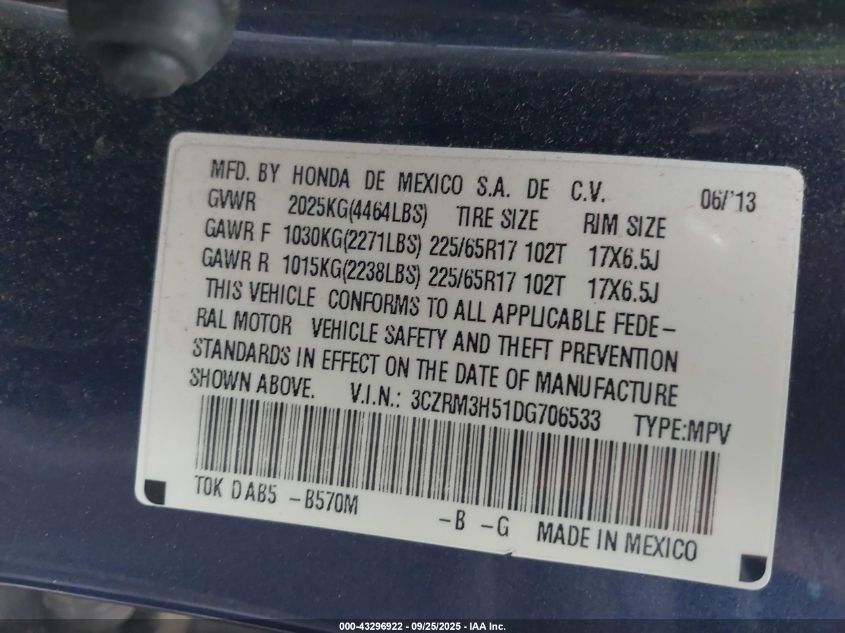 MFD. BY HONDA DE MEXICO S.A. DE C.V. 06/'13
GVWR 2025KG(4464LBS) TIRE SIZE RIM SIZE
GAWR F 1030KG(2271LBS) 225/65R17 102T 17X6.5J
GAWR R 1015KG(2238LBS) 225/65R17 102T 17X6.5J
THIS VEHICLE CONFORMS TO ALL APPLICABLE FEDE-
RAL MOTOR VEHICLE SAFETY AND THEFT PREVENTION
STANDARDS IN EFFECT ON THE DATE OF MANUFACTURE
SHOWN ABOVE. V.I.N.: 3CZRM3H51DG706533 TYPE:MPV
T0K DAB5 -B570M -B -G MADE IN MEXICO
000-43296922 - 09/25/2025 - IAA Inc.